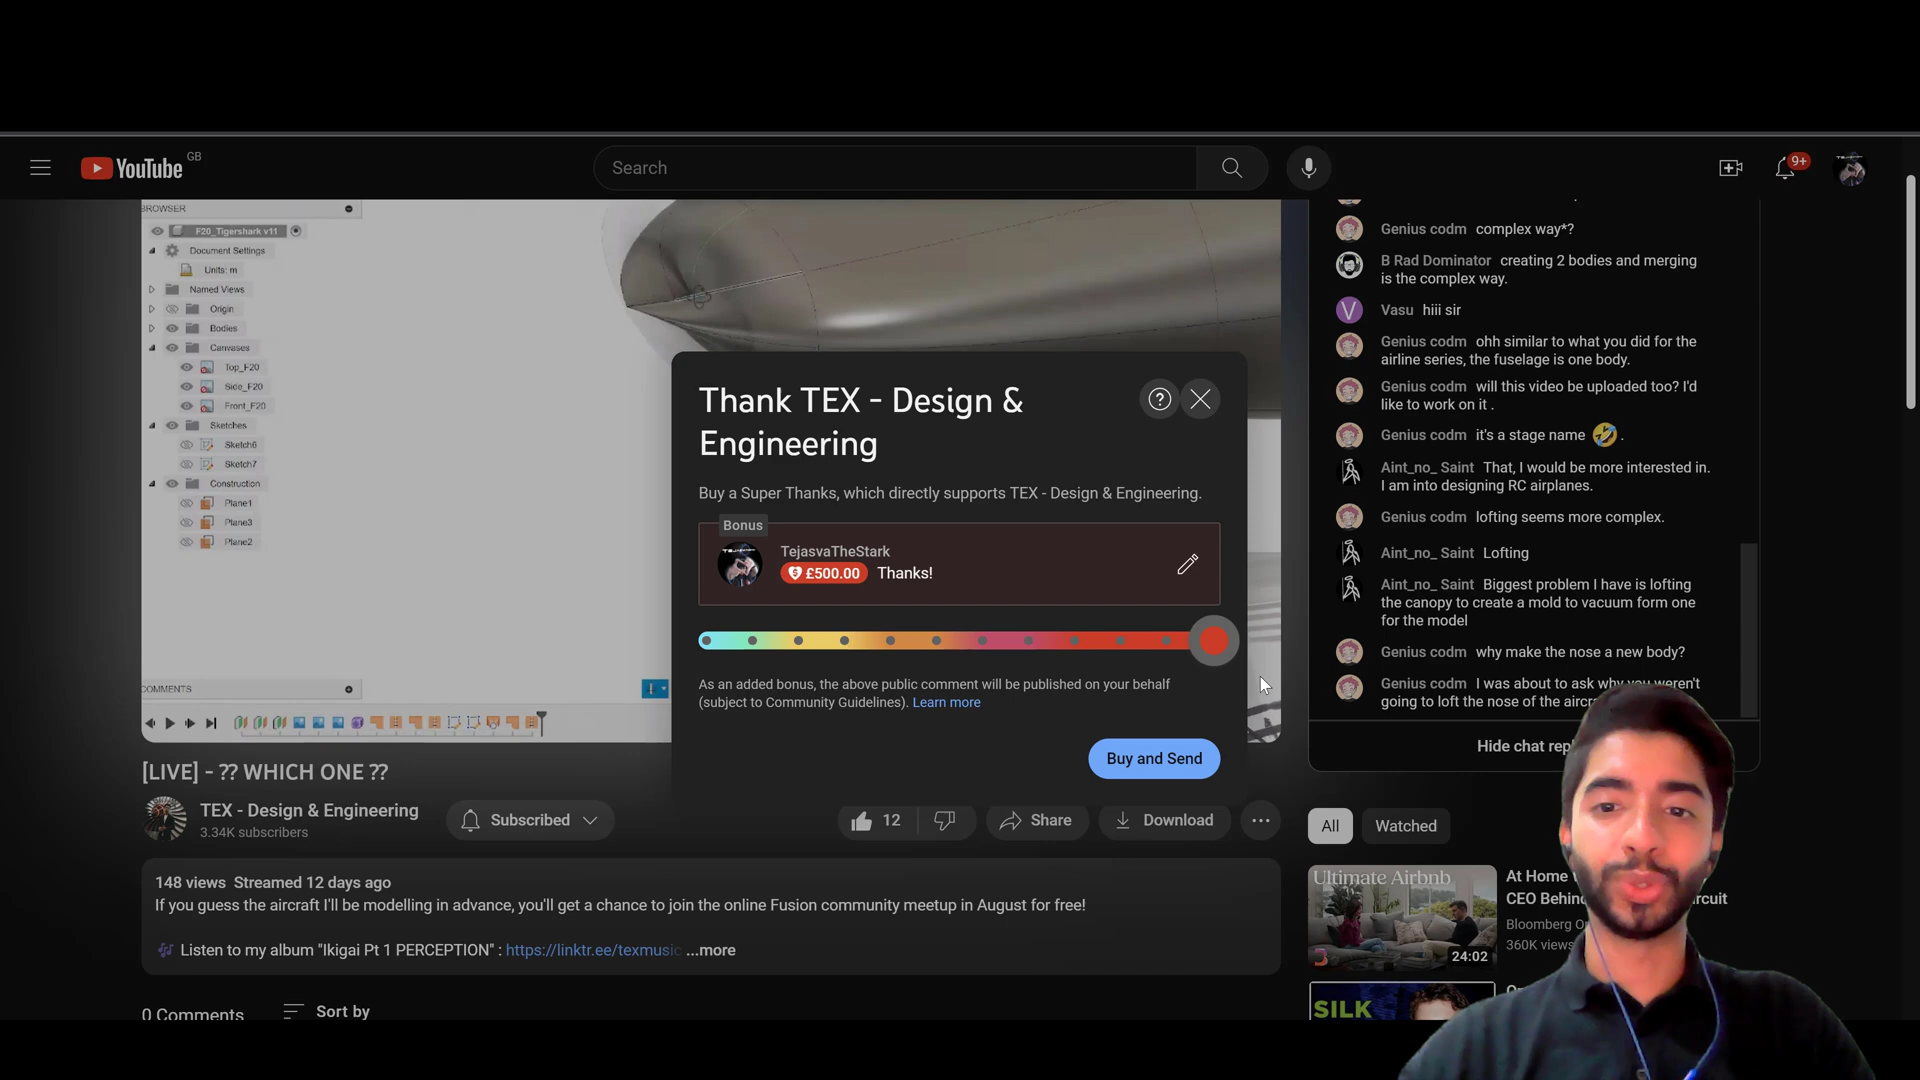 YouTube GB
Search
9+
BROWSER
F20_Tigershark v11
Document Settings
Units: m
Named Views
Origin
Bodies
Canvases
Top_F20
Side_F20
Front_F20
Sketches
Sketch6
Sketch7
Construction
Plane1
Plane3
Plane2
COMMENTS
Thank TEX - Design &
Engineering
Buy a Super Thanks, which directly supports TEX - Design & Engineering.
Bonus
TejasvaTheStark
£500.00 Thanks!
As an added bonus, the above public comment will be published on your behalf
(subject to Community Guidelines). Learn more
Buy and Send
Genius codm complex way*?
B Rad Dominator creating 2 bodies and merging
is the complex way.
V
Vasu hiii sir
Genius codm ohh similar to what you did for the
airline series, the fuselage is one body.
Genius codm will this video be uploaded too? I'd
like to work on it .
Genius codm it's a stage name 🤣 .
Aint_no_ Saint That, I would be more interested in.
I am into designing RC airplanes.
Genius codm lofting seems more complex.
Aint_no_ Saint Lofting
Aint_no_ Saint Biggest problem I have is lofting
the canopy to create a mold to vacuum form one
for the model
Genius codm why make the nose a new body?
Genius codm I was about to ask why you weren't
going to loft the nose of the
Hide chat
[LIVE] - ?? WHICH ONE ??
TEX - Design & Engineering
3.34K subscribers
Subscribed
12
Share
Download
148 views Streamed 12 days ago
If you guess the aircraft I'll be modelling in advance, you'll get a chance to join the online Fusion community meetup in August for free!
🎶 Listen to my album "Ikigai Pt 1 PERCEPTION" : https://linktr.ee/texmusic ...more
0 Comments
Sort by
All
Watched
Ultimate Airbnb
24:02
At Home
CEO
Bloomberg
360K views
SILK